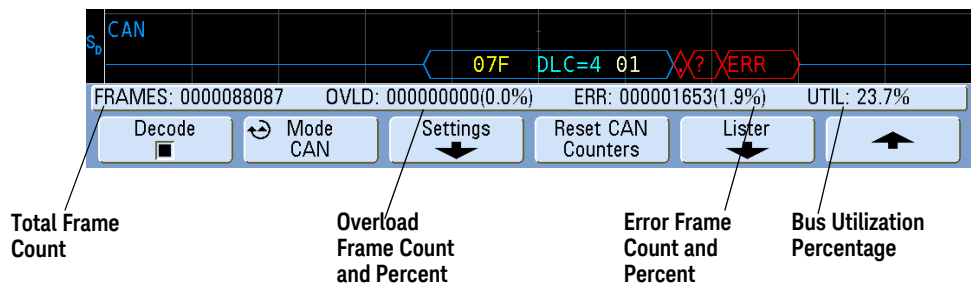 CAN
SD
07F DLC=4 01 . ? ERR
FRAMES: 0000088087 OVLD: 000000000(0.0%) ERR: 000001653(1.9%) UTIL: 23.7%
Decode
Mode
CAN
Settings
Reset CAN
Counters
Lister
Total Frame
Count
Overload
Frame Count
and Percent
Error Frame
Count and
Percent
Bus Utilization
Percentage